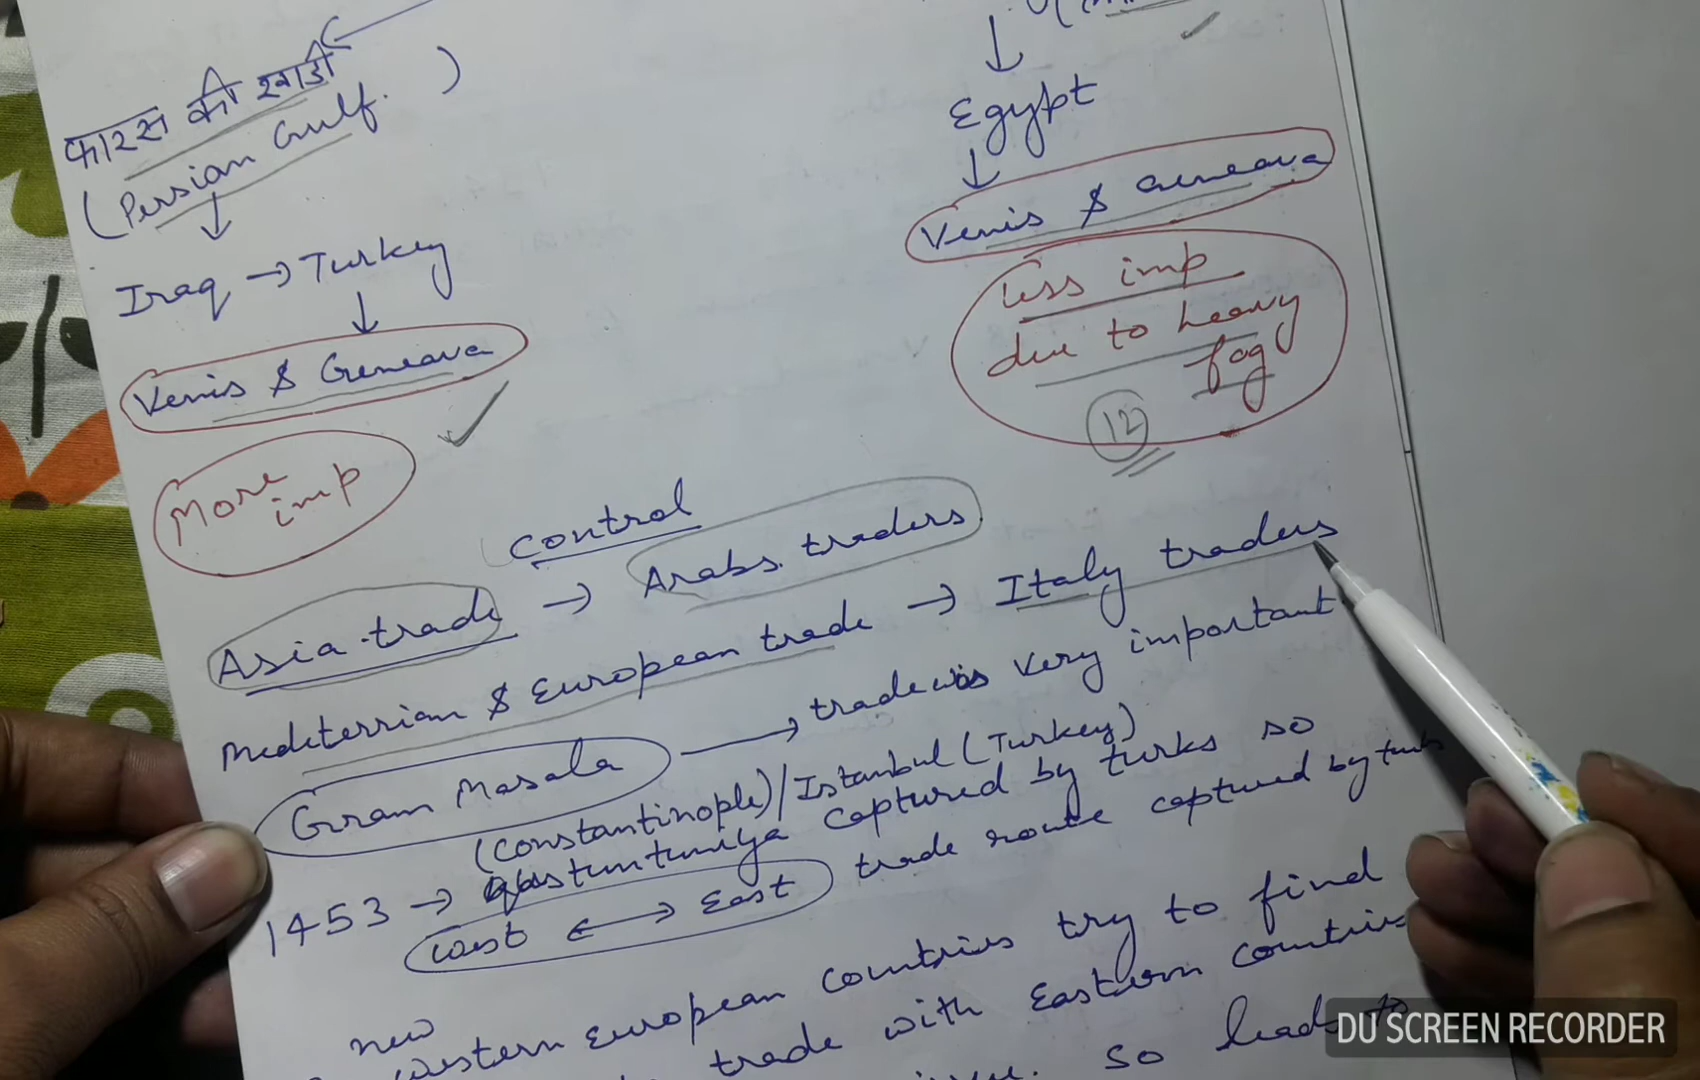 फारस की खाडी
(Persian Gulf. )
Iraq → Turkey
↓
Venis & Geneava
More imp
↓
Egypt
↓
Venis & Geneava
Less imp
due to heavy
fog
12
control
Asia trade → Arabs traders
Mediterrian & European trade → Italy traders
Garam Masala → trade was very important
(Constantinople)/Istanbul (Turkey)
1453 → qustuntuniya captured by turks so
West ↔ East trade route captured by turks
new
western European countries try to find
trade with Eastern countries
so leads to
DU SCREEN RECORDER